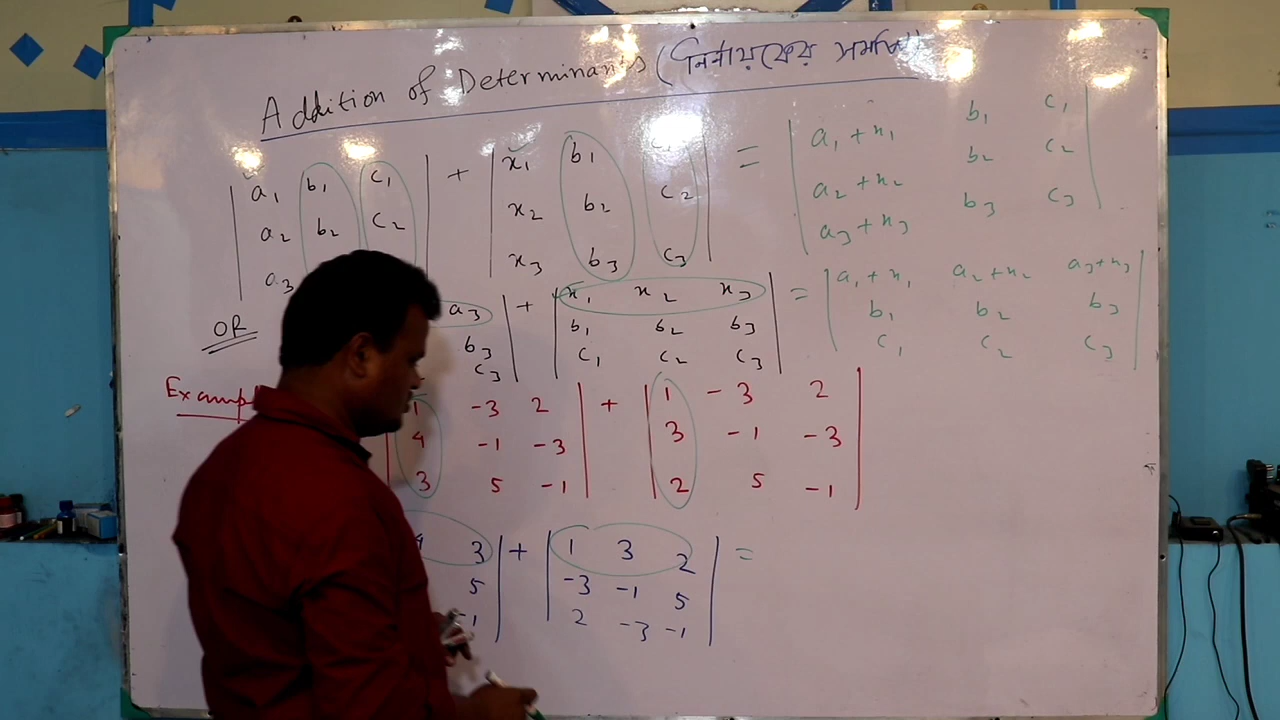 Addition of Determinants (নির্ণায়কের
| a₁ b₁ c₁ | + | x₁ b₁ | = | a₁+x₁ b₁ c₁ |
| a₂ b₂ c₂ | | x₂ b₂ c₂ | | a₂+x₂ b₂ c₂ |
| a₃ | x₃ b₃ c₃ | | a₃+x₃ b₃ c₃ |
OR a₃ | + | x₁ x₂ x₃ | = | a₁+x₁ a₂+x₂ a₃+x₃ |
b₃ | | b₁ b₂ b₃ | | b₁ b₂ b₃ |
c₃ | | c₁ c₂ c₃ | | c₁ c₂ c₃ |
Exampl | 1 -3 2 | + | 1 -3 2 |
| 4 -1 -3 | | 3 -1 -3 |
| 3 5 -1 | | 2 5 -1 |
4 3 | + | 1 3 2 | =
5 | | -3 -1 5 |
-1 | | 2 -3 -1 |